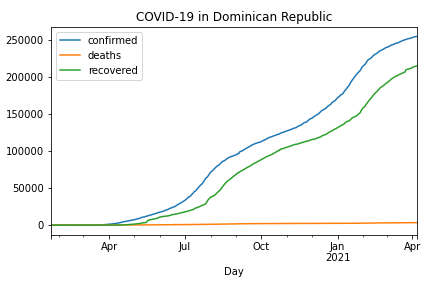 COVID-19 in Dominican Republic
confirmed
deaths
recovered
250000
200000
150000
100000
50000
0
Apr Jul Oct Jan Apr
2021
Day